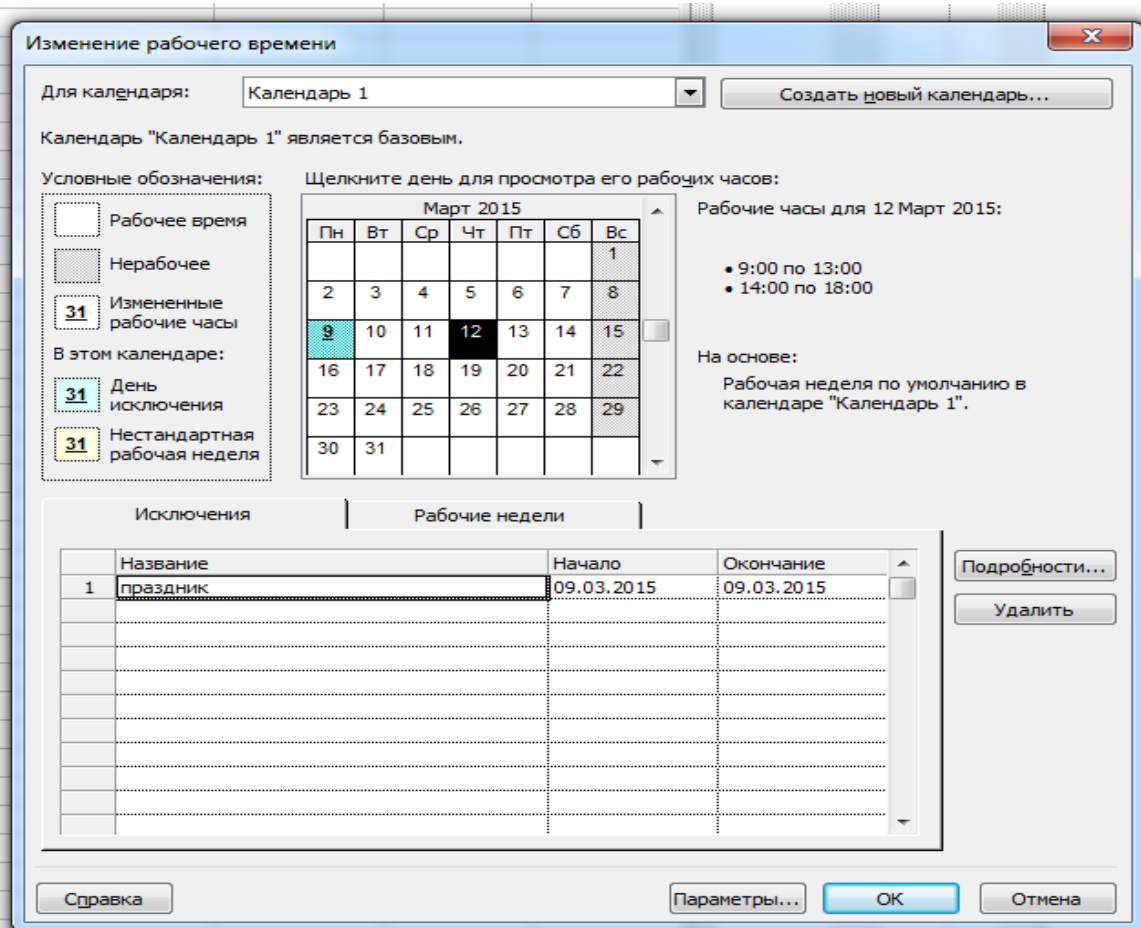 Изменение рабочего времени
Для календаря: Календарь 1 Создать новый календарь...
Календарь "Календарь 1" является базовым.
Условные обозначения:
Рабочее время
Нерабочее
31 Измененные
рабочие часы
В этом календаре:
31 День
исключения
31 Нестандартная
рабочая неделя
Щелкните день для просмотра его рабочих часов:
Март 2015
Пн Вт Ср Чт Пт Сб Вс
1
2 3 4 5 6 7 8
9 10 11 12 13 14 15
16 17 18 19 20 21 22
23 24 25 26 27 28 29
30 31
Рабочие часы для 12 Март 2015:
• 9:00 по 13:00
• 14:00 по 18:00
На основе:
Рабочая неделя по умолчанию в
календаре "Календарь 1".
Исключения Рабочие недели
Название Начало Окончание
1 праздник 09.03.2015 09.03.2015
Подробности...
Удалить
Справка Параметры... ОК Отмена